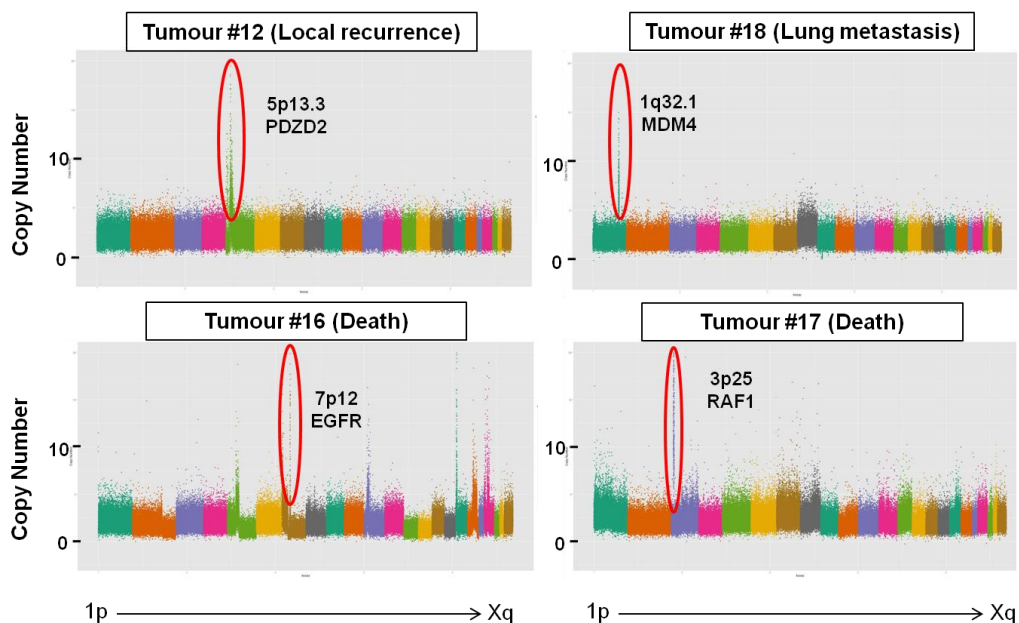 Tumour #12 (Local recurrence)
Copy Number
10
0
5p13.3
PDZD2
Tumour #18 (Lung metastasis)
10
0
1q32.1
MDM4
Tumour #16 (Death)
Copy Number
10
0
7p12
EGFR
Tumour #17 (Death)
10
0
3p25
RAF1
1p
Xq
1p
Xq